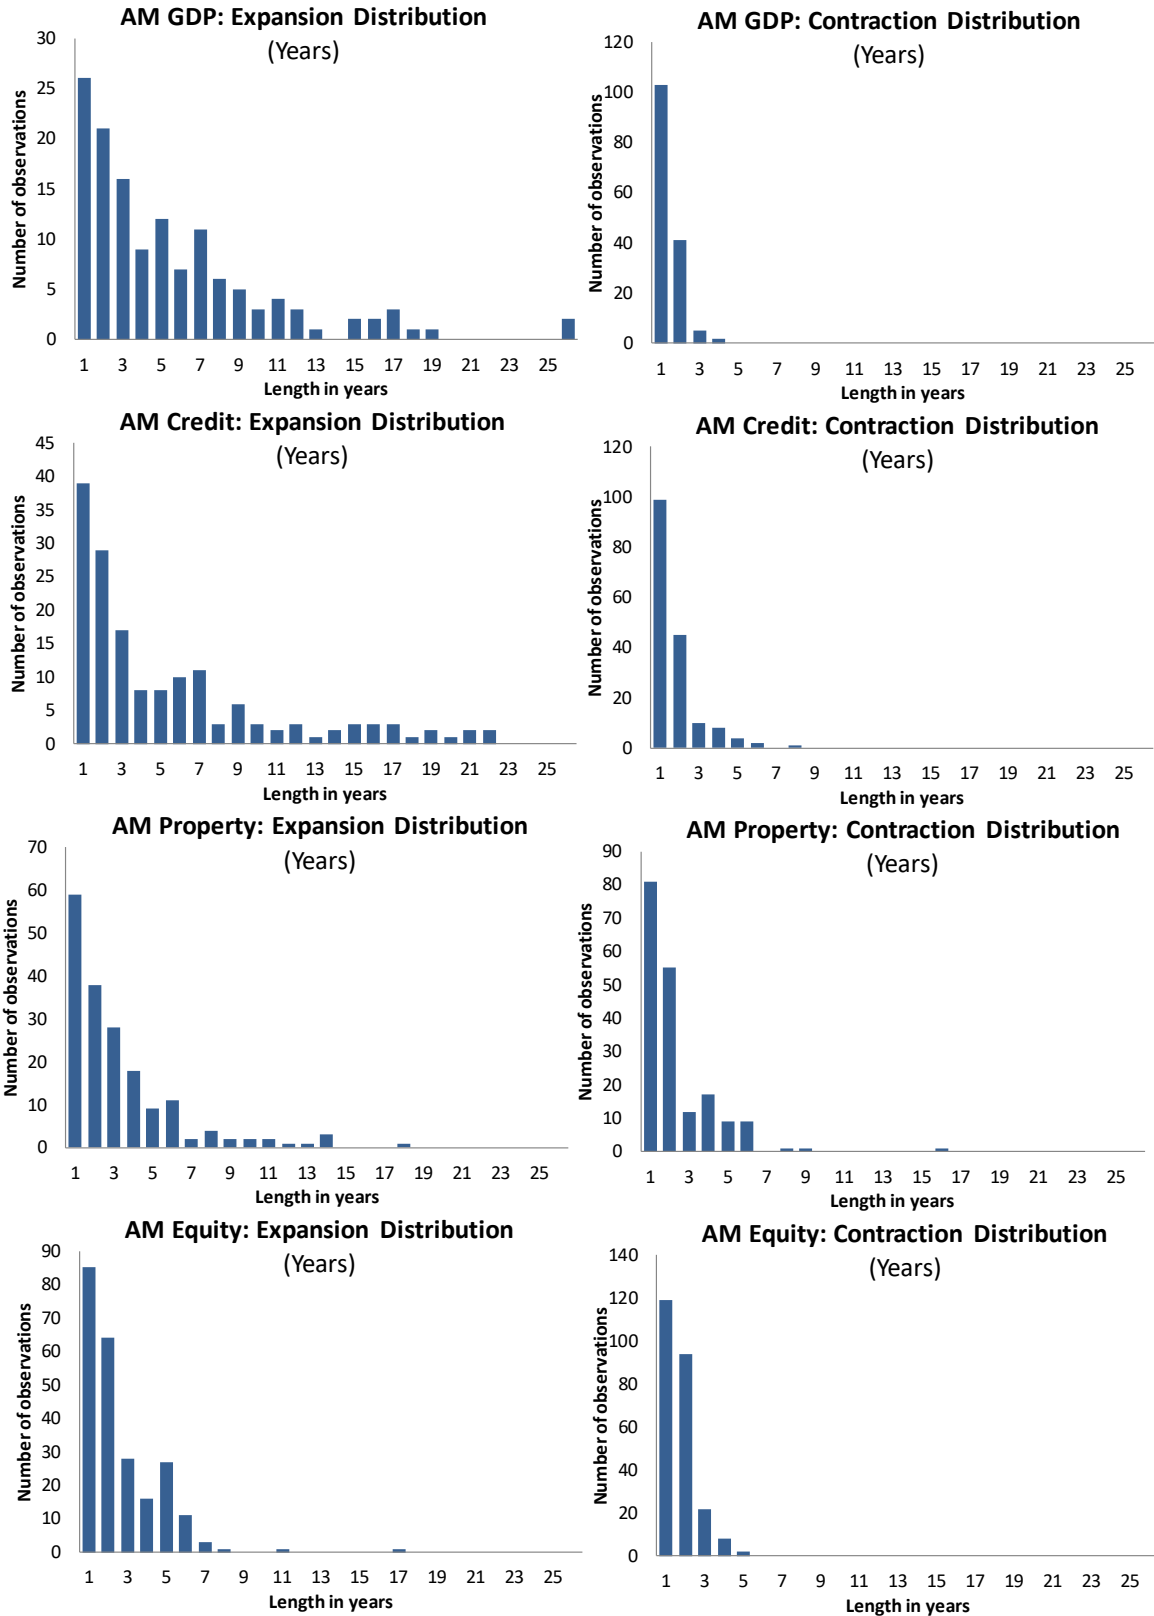 AM GDP: Expansion Distribution
(Years)
Number of observations
30
25
20
15
10
5
0
1 3 5 7 9 11 13 15 17 19 21 23 25
Length in years
AM GDP: Contraction Distribution
(Years)
Number of observations
120
100
80
60
40
20
0
1 3 5 7 9 11 13 15 17 19 21 23 25
Length in years
AM Credit: Expansion Distribution
(Years)
Number of observations
45
40
35
30
25
20
15
10
5
0
1 3 5 7 9 11 13 15 17 19 21 23 25
Length in years
AM Credit: Contraction Distribution
(Years)
Number of observations
120
100
80
60
40
20
0
1 3 5 7 9 11 13 15 17 19 21 23 25
Length in years
AM Property: Expansion Distribution
(Years)
Number of observations
70
60
50
40
30
20
10
0
1 3 5 7 9 11 13 15 17 19 21 23 25
Length in years
AM Property: Contraction Distribution
(Years)
Number of observations
90
80
70
60
50
40
30
20
10
0
1 3 5 7 9 11 13 15 17 19 21 23 25
Length in years
AM Equity: Expansion Distribution
(Years)
Number of observations
90
80
70
60
50
40
30
20
10
0
1 3 5 7 9 11 13 15 17 19 21 23 25
Length in years
AM Equity: Contraction Distribution
(Years)
Number of observations
140
120
100
80
60
40
20
0
1 3 5 7 9 11 13 15 17 19 21 23 25
Length in years